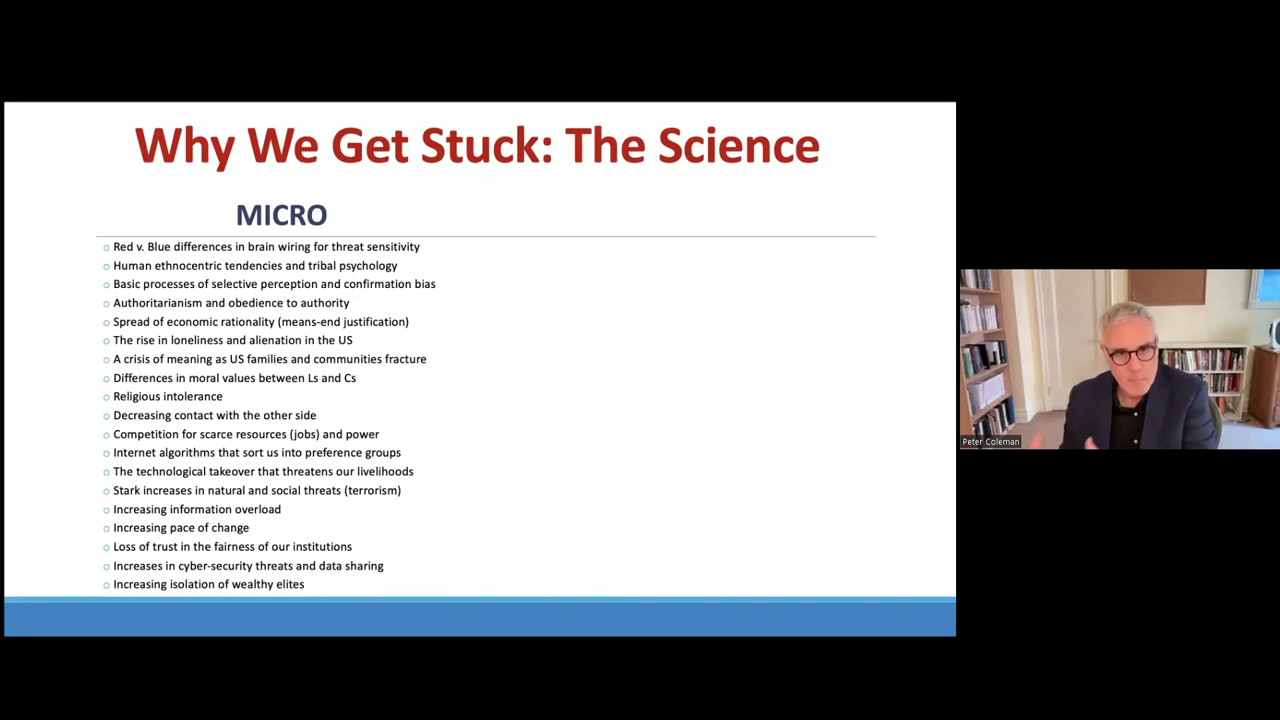 Why We Get Stuck: The Science
MICRO
Red v. Blue differences in brain wiring for threat sensitivity
Human ethnocentric tendencies and tribal psychology
Basic processes of selective perception and confirmation bias
Authoritarianism and obedience to authority
Spread of economic rationality (means-end justification)
The rise in loneliness and alienation in the US
A crisis of meaning as US families and communities fracture
Differences in moral values between Ls and Cs
Religious intolerance
Decreasing contact with the other side
Competition for scarce resources (jobs) and power
Internet algorithms that sort us into preference groups
The technological takeover that threatens our livelihoods
Stark increases in natural and social threats (terrorism)
Increasing information overload
Increasing pace of change
Loss of trust in the fairness of our institutions
Increases in cyber-security threats and data sharing
Increasing isolation of wealthy elites
Peter Coleman